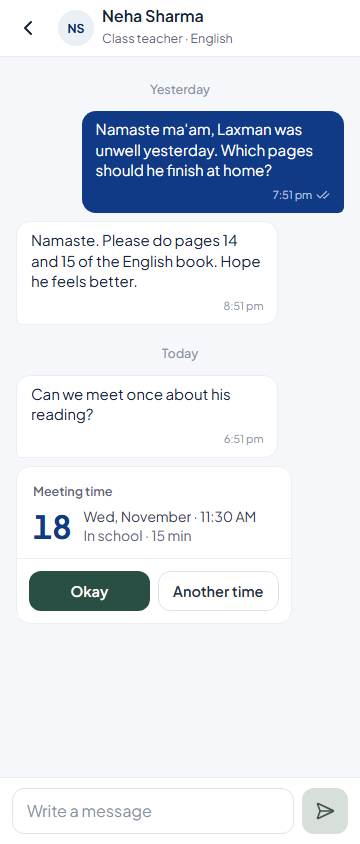 Neha Sharma
NS
Class teacher · English
Yesterday
Namaste ma'am, Laxman was
unwell yesterday. Which pages
should he finish at home?
7:51 pm
Namaste. Please do pages 14
and 15 of the English book. Hope
he feels better.
8:51 pm
Today
Can we meet once about his
reading?
6:51 pm
Meeting time
18
Wed, November · 11:30 AM
In school · 15 min
Okay
Another time
Write a message